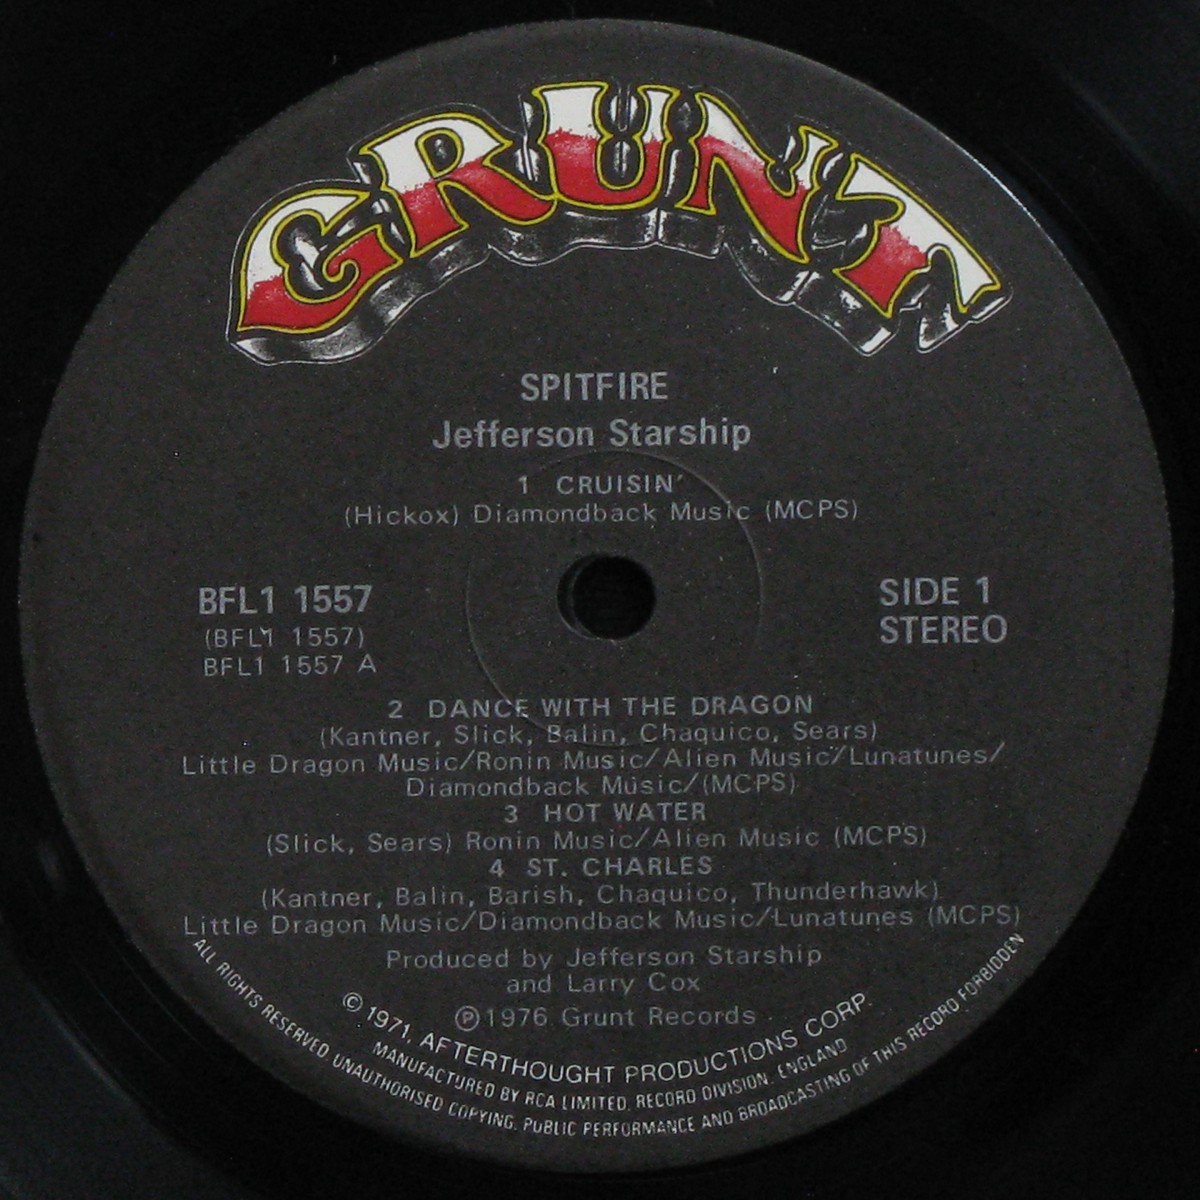 GRUNT
SPITFIRE
Jefferson Starship
1 CRUISIN'
(Hickox) Diamondback Music (MCPS)
BFL1 1557
(BFL1 1557)
BFL1 1557 A
SIDE 1
STEREO
2 DANCE WITH THE DRAGON
(Kantner, Slick, Balin, Chaquico, Sears)
Little Dragon Music/Ronin Music/Alien Music/Lunatunes/
Diamondback Music/(MCPS)
3 HOT WATER
(Slick, Sears) Ronin Music/Alien Music (MCPS)
4 ST. CHARLES
(Kantner, Balin, Barish, Chaquico, Thunderhawk)
Little Dragon Music/Diamondback Music/Lunatunes (MCPS)
Produced by Jefferson Starship
and Larry Cox
℗1976 Grunt Records
© 1971, AFTERTHOUGHT PRODUCTIONS CORP.
MANUFACTURED BY RCA LIMITED, RECORD DIVISION, ENGLAND
ALL RIGHTS RESERVED. UNAUTHORISED COPYING, PUBLIC PERFORMANCE AND BROADCASTING OF THIS RECORD FORBIDDEN